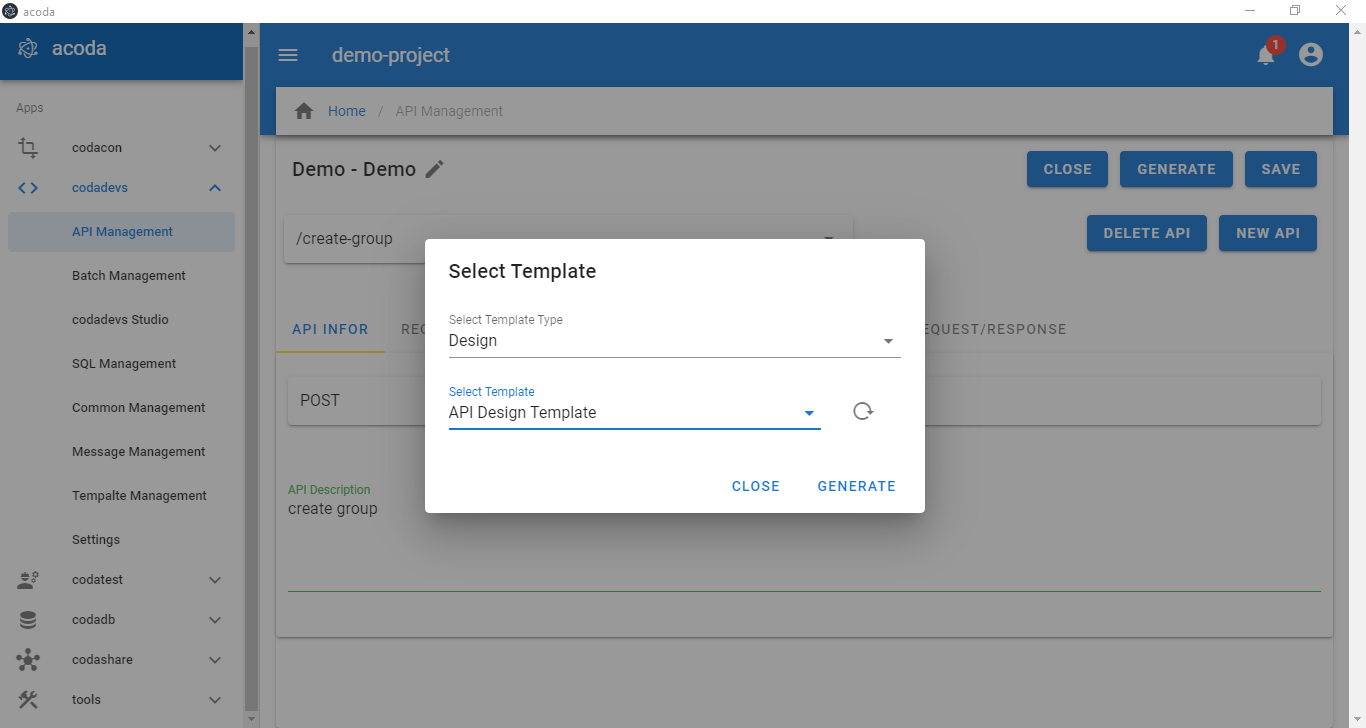 acoda
acoda
demo-project
1
Apps
Home / API Management
codacon
codadevs
Demo - Demo
CLOSE
GENERATE
SAVE
API Management
/create-group
DELETE API
NEW API
Batch Management
codadevs Studio
SQL Management
Common Management
Message Management
Tempalte Management
Settings
codatest
codadb
codashare
tools
API INFOR
EQUEST/RESPONSE
POST
API Description
create group
Select Template
Select Template Type
Design
Select Template
API Design Template
CLOSE
GENERATE